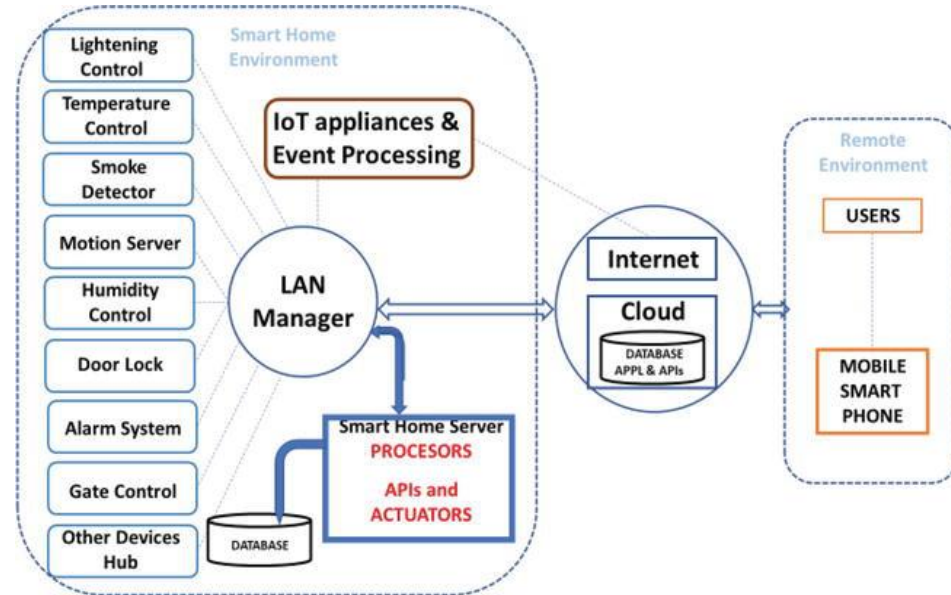 Smart Home
Environment
Lightening
Control
Temperature
Control
Smoke
Detector
Motion Server
Humidity
Control
Door Lock
Alarm System
Gate Control
Other Devices
Hub
IoT appliances &
Event Processing
LAN
Manager
Smart Home Server
PROCESORS
APIs and
ACTUATORS
DATABASE
Internet
Cloud
DATABASE
APPL & APIs
Remote
Environment
USERS
MOBILE
SMART
PHONE